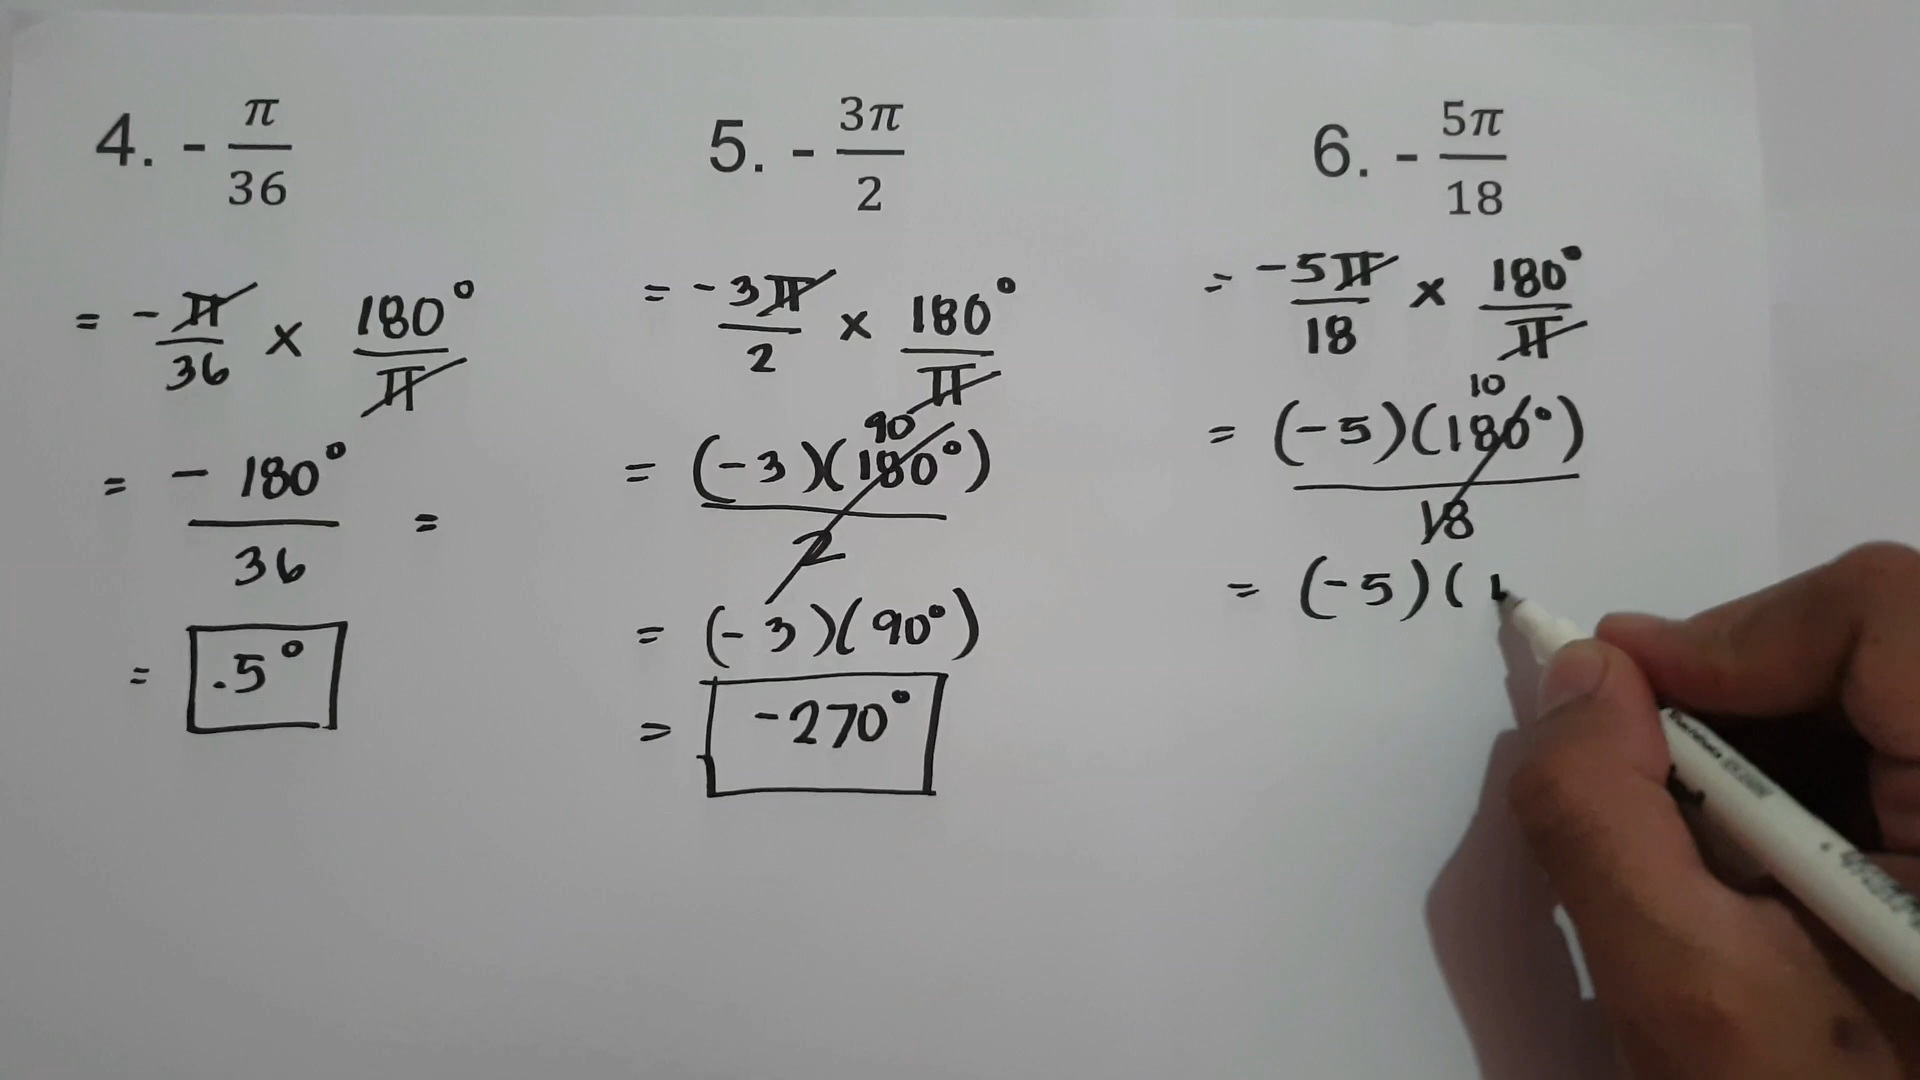 4. - π/36
= -π/36 × 180°/π
= - 180°/36 =
= .5°
5. - 3π/2
= -3π/2 × 180°/π
90
= (-3)(180°)/2
= (-3)(90°)
= -270°
6. - 5π/18
= -5π/18 × 180°/π
10
= (-5)(180°)/18
= (-5)( 1